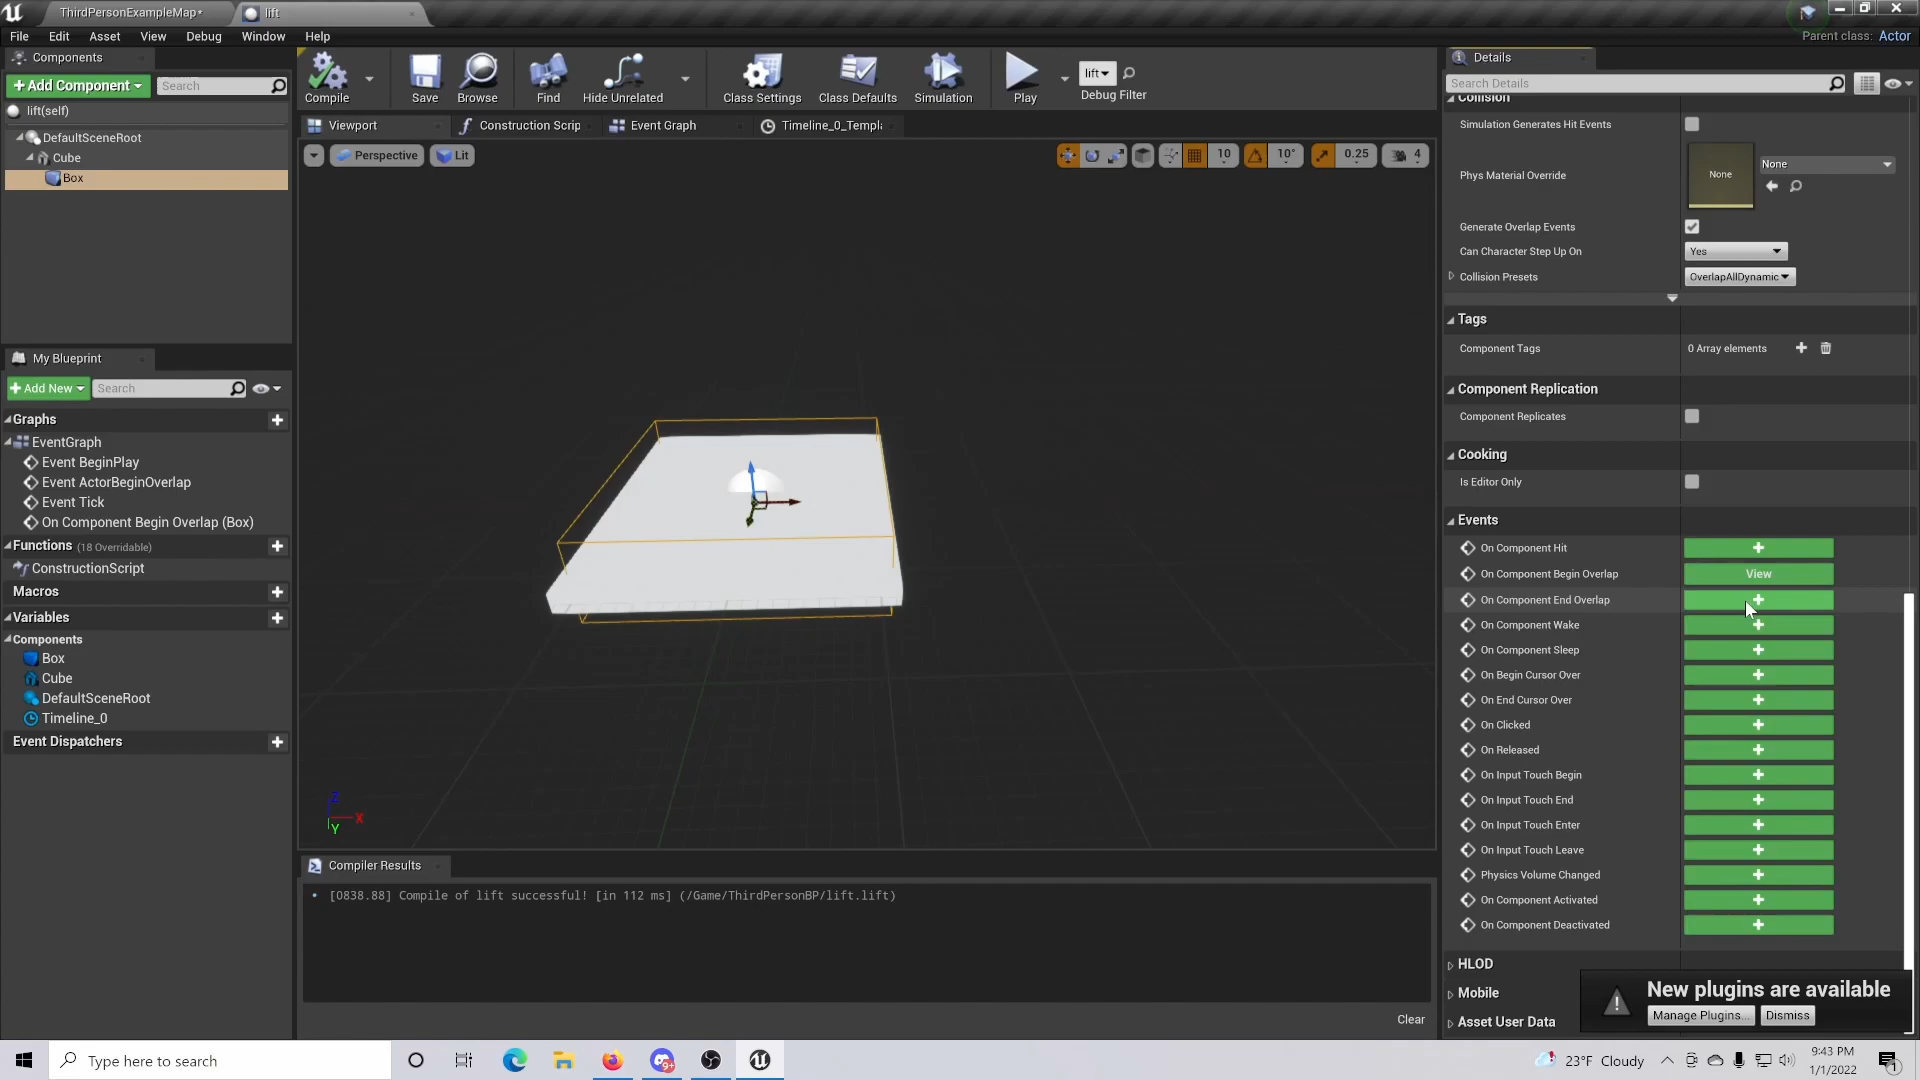 ThirdPersonExampleMap*
lift
File Edit Asset View Debug Window Help
Parent class: Actor
Components
Add Component
Search
lift(self)
DefaultSceneRoot
Cube
Box
Compile
Save
Browse
Find
Hide Unrelated
Class Settings
Class Defaults
Simulation
Play
lift
Debug Filter
Viewport
Construction Scrip
Event Graph
Timeline_0_Templ
Perspective
Lit
10
10°
0.25
4
Z
X
Y
My Blueprint
Add New
Search
Graphs
EventGraph
Event BeginPlay
Event ActorBeginOverlap
Event Tick
On Component Begin Overlap (Box)
Functions (18 Overridable)
ConstructionScript
Macros
Variables
Components
Box
Cube
DefaultSceneRoot
Timeline_0
Event Dispatchers
Compiler Results
[0838.88] Compile of lift successful! [in 112 ms] (/Game/ThirdPersonBP/lift.lift)
Clear
Details
Search Details
Collision
Simulation Generates Hit Events
Phys Material Override
None
None
Generate Overlap Events
Can Character Step Up On
Yes
Collision Presets
OverlapAllDynamic
Tags
Component Tags
0 Array elements
Component Replication
Component Replicates
Cooking
Is Editor Only
Events
On Component Hit
On Component Begin Overlap
View
On Component End Overlap
On Component Wake
On Component Sleep
On Begin Cursor Over
On End Cursor Over
On Clicked
On Released
On Input Touch Begin
On Input Touch End
On Input Touch Enter
On Input Touch Leave
Physics Volume Changed
On Component Activated
On Component Deactivated
HLOD
Mobile
Asset User Data
New plugins are available
Manage Plugins...
Dismiss
Type here to search
9+
23°F Cloudy
9:43 PM
1/1/2022
1